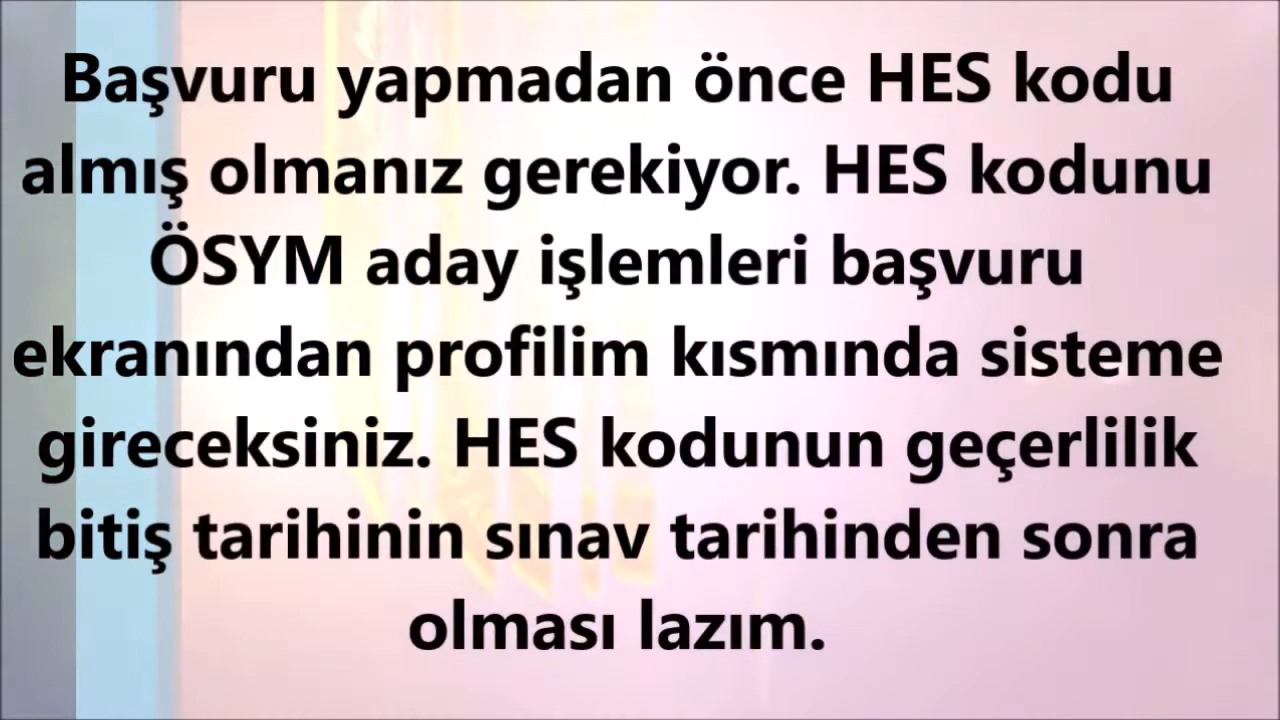 Başvuru yapmadan önce HES kodu
almış olmanız gerekiyor. HES kodunu
ÖSYM aday işlemleri başvuru
ekranından profilim kısmında sisteme
gireceksiniz. HES kodunun geçerlilik
bitiş tarihinin sınav tarihinden sonra
olması lazım.